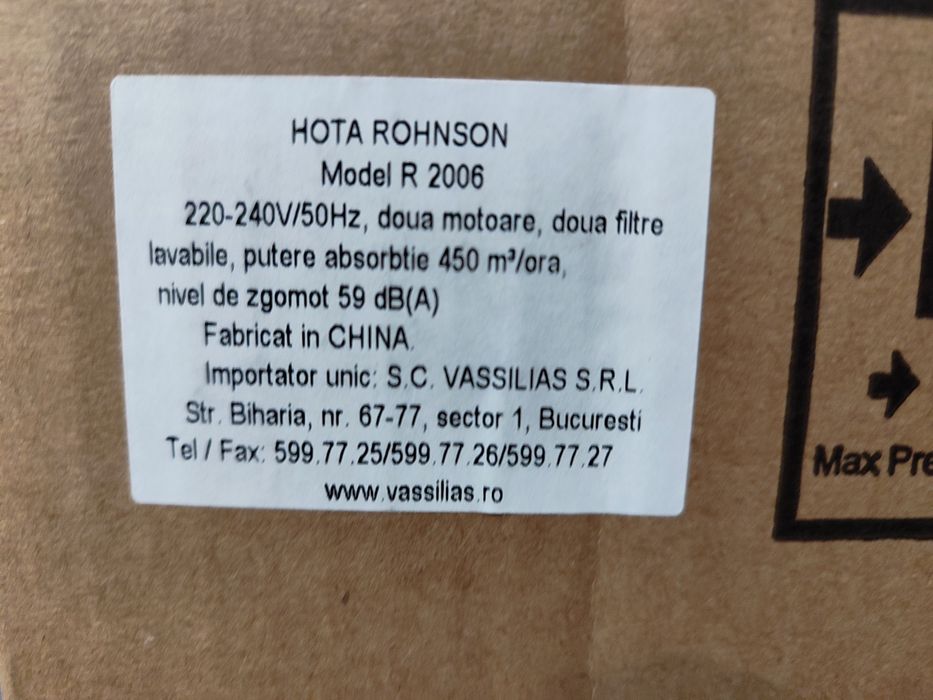 HOTA ROHNSON
Model R 2006
220-240V/50Hz, doua motoare, doua filtre
lavabile, putere absorbtie 450 m³/ora,
nivel de zgomot 59 dB(A)
Fabricat in CHINA.
Importator unic: S.C. VASSILIAS S.R.L.
Str. Biharia, nr. 67-77, sector 1, Bucuresti
Tel / Fax: 599.77.25/599.77.26/599.77.27
www.vassilias.ro
Max Pre